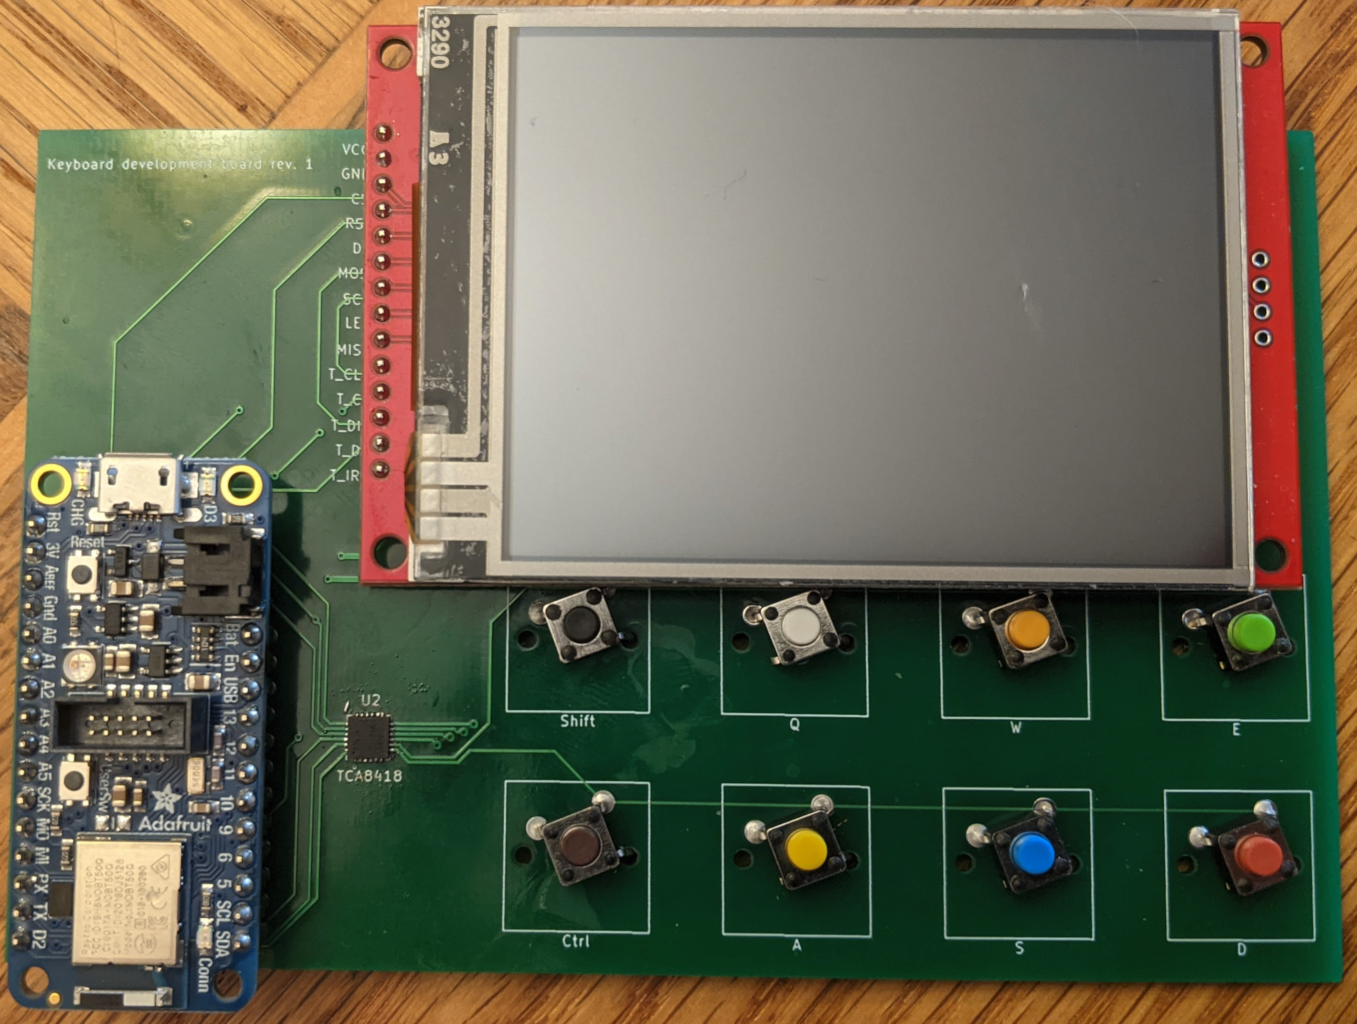 3290
A3
Keyboard development board rev. 1
VCC
GND
CS
RS
D
MOS
SC
LE
MIS
T_CL
T_C
T_DI
T_D
T_IR
CHG
D3
Reset
Rst
3V
Aref
Gnd
A0
A1
A2
A3
A4
A5
SCK
MO
MI
RX
TX
D2
Bat
En
USB
13
12
11
10
9
6
5
SCL
SDA
UserSw
Adafruit
Conn
U2
TCA8418
Shift
Q
W
E
Ctrl
A
S
D